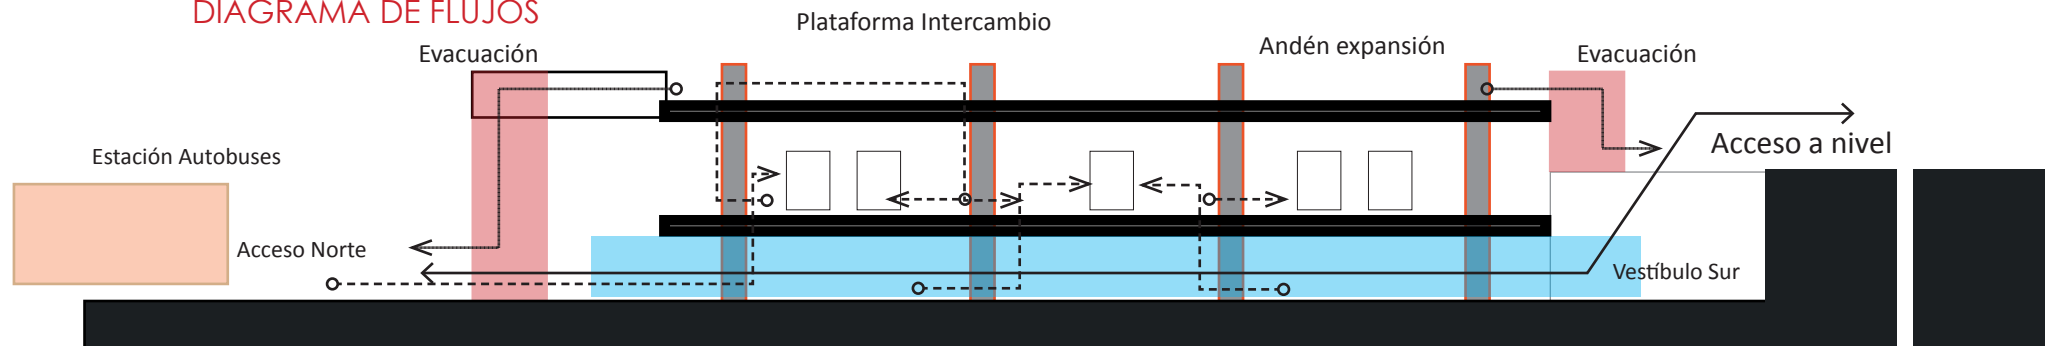 DIAGRAMA DE FLUJOS
Plataforma Intercambio
Evacuación
Andén expansión
Evacuación
Acceso a nivel
Estación Autobuses
Acceso Norte
Vestíbulo Sur